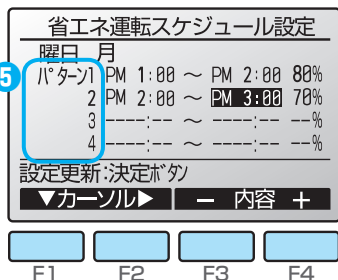 省エネ運転スケジュール設定
曜日 月
5 パターン1 PM 1:00 ～ PM 2:00 80%
2 PM 2:00 ～ PM 3:00 70%
3 ----:-- ～ ----:-- --%
4 ----:-- ～ ----:-- --%
設定更新:決定ボタン
▼カーソル▶ － 内容 ＋
F1 F2 F3 F4